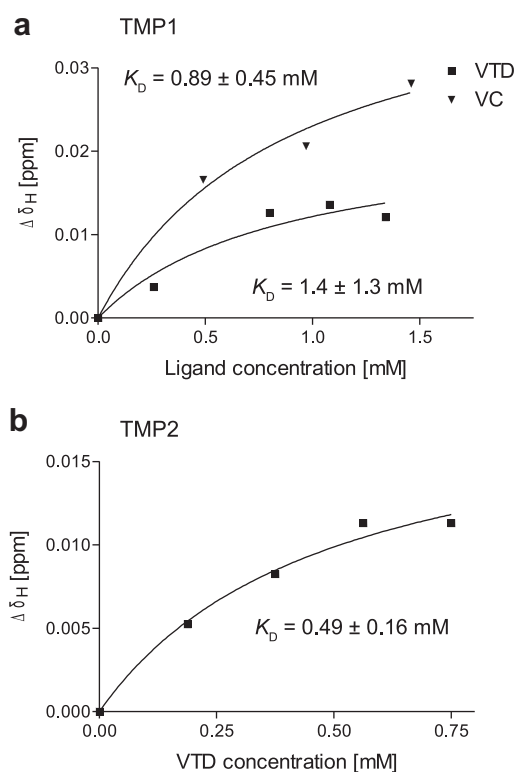 a
TMP1
K_D = 0.89 ± 0.45 mM
VTD
VC
0.03
0.02
0.01
0.00
Δ δ_H [ppm]
K_D = 1.4 ± 1.3 mM
0.0 0.5 1.0 1.5
Ligand concentration [mM]
b
TMP2
0.015
0.010
0.005
0.000
Δ δ_H [ppm]
K_D = 0.49 ± 0.16 mM
0.00 0.25 0.50 0.75
VTD concentration [mM]